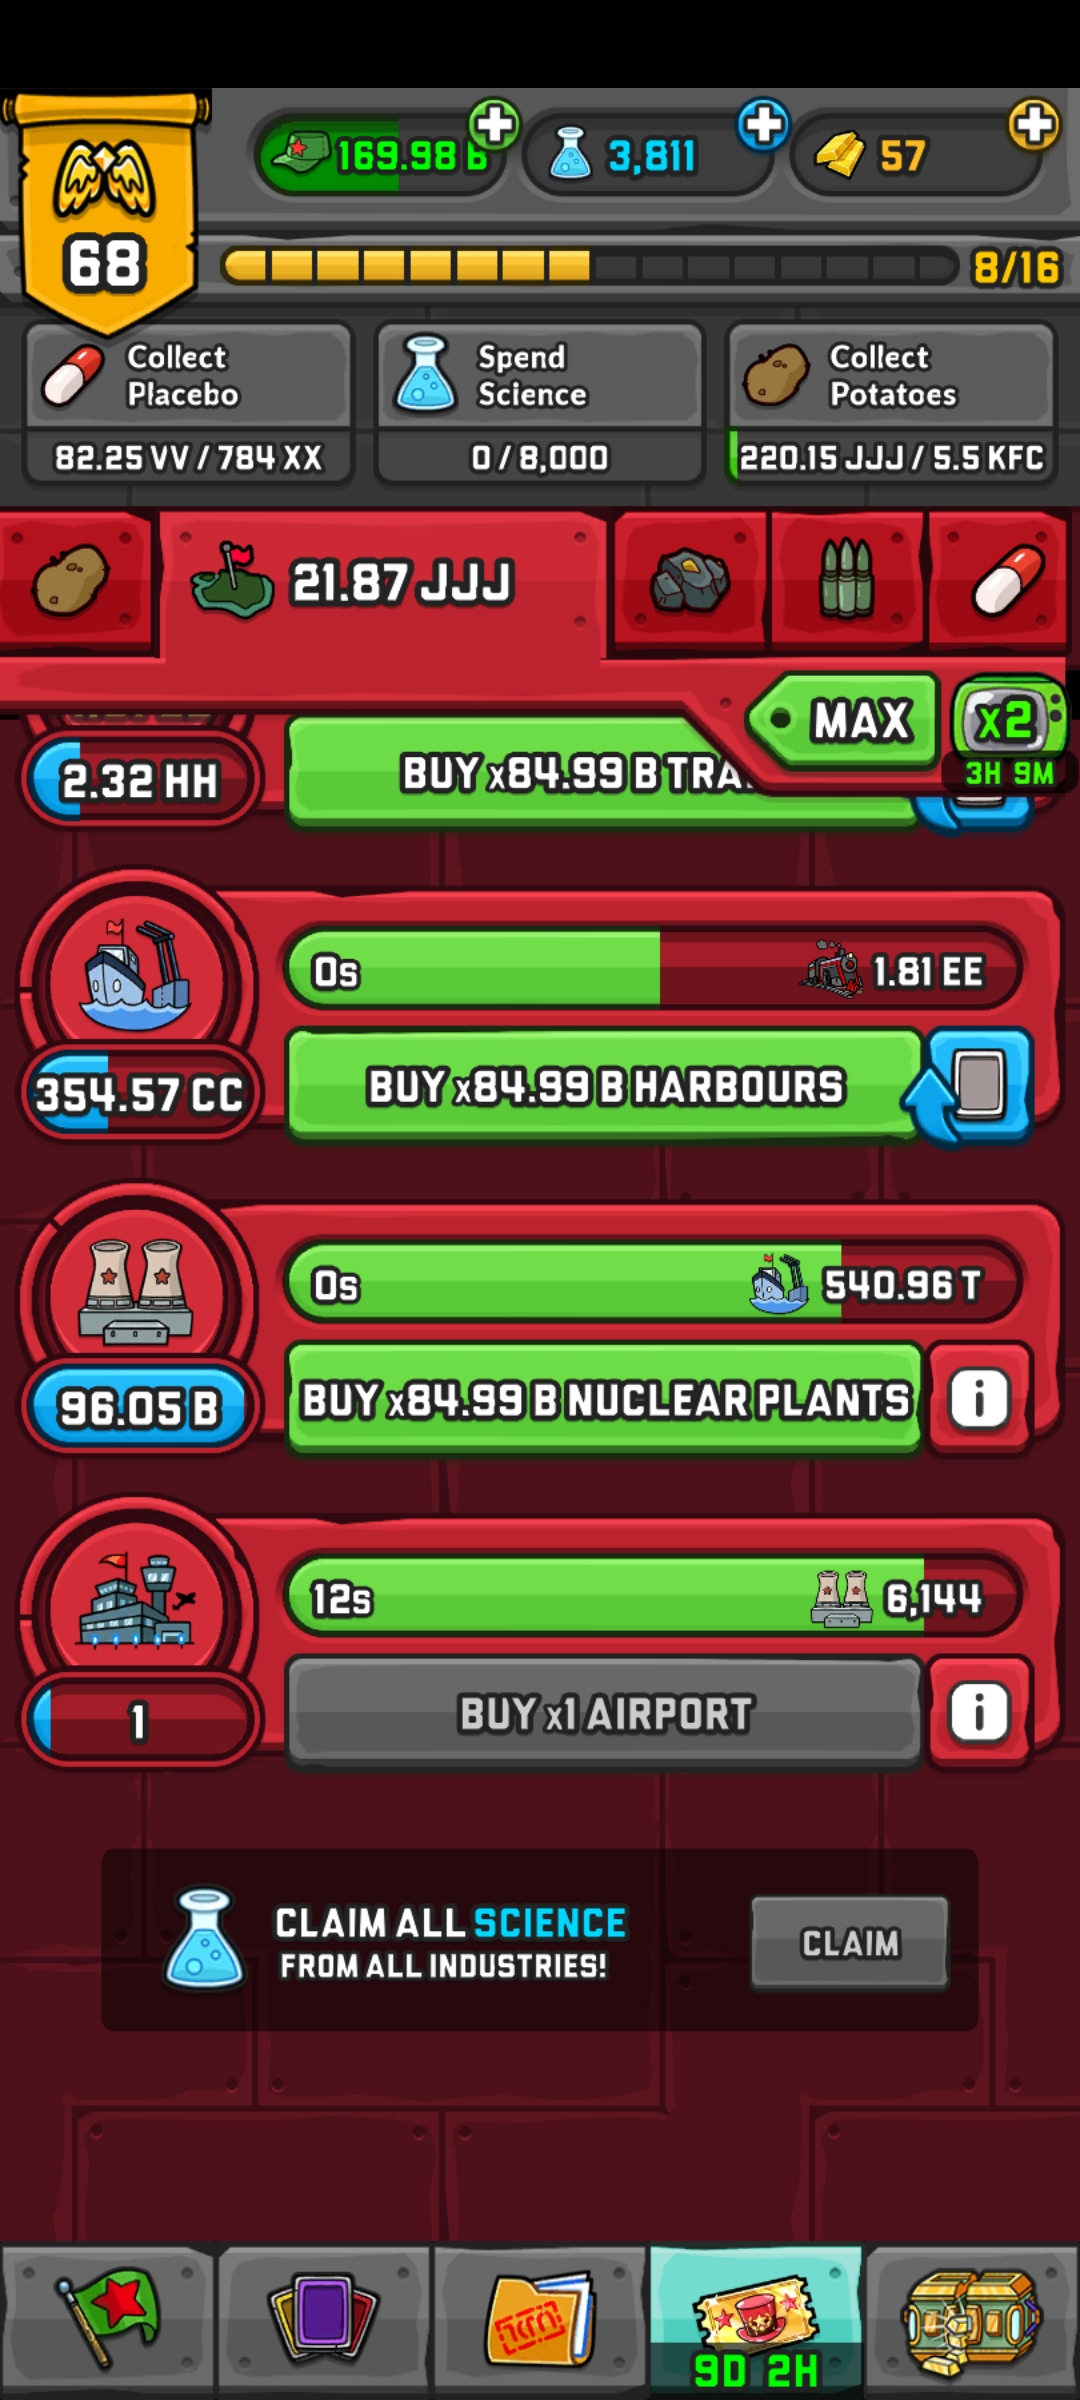 169.98 B
3,811
57
68
8/16
Collect
Placebo
82.25 VV / 784 XX
Spend
Science
0 / 8,000
Collect
Potatoes
220.15 JJJ / 5.5 KFC
21.87 JJJ
MAX
x2
3H 9M
2.32 HH
BUY x84.99 B TRA
0s
1.81 EE
354.57 CC
BUY x84.99 B HARBOURS
0s
540.96 T
96.05 B
BUY x84.99 B NUCLEAR PLANTS
i
12s
6,144
1
BUY x1 AIRPORT
i
CLAIM ALL SCIENCE
FROM ALL INDUSTRIES!
CLAIM
9D 2H